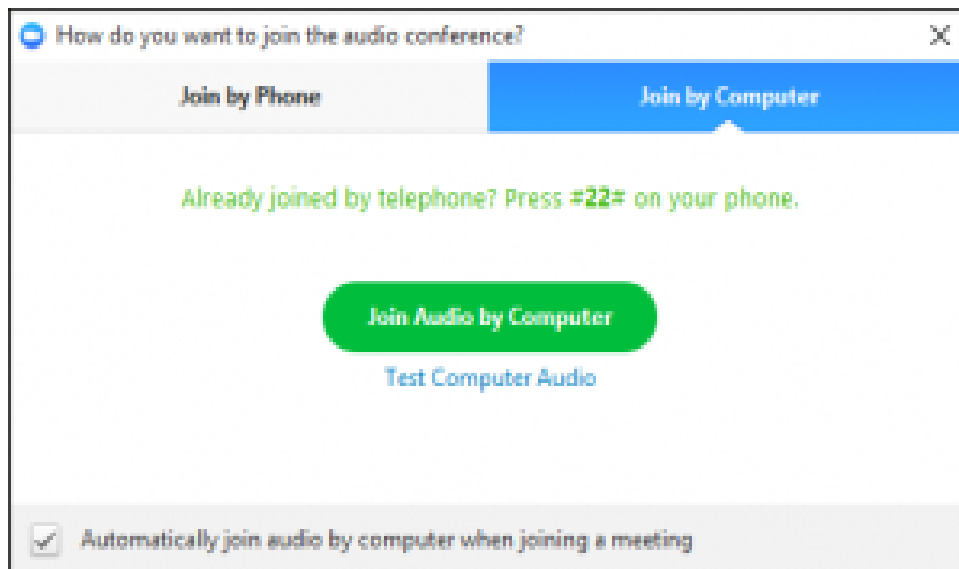 How do you want to join the audio conference?
Join by Phone
Join by Computer
Already joined by telephone? Press #22# on your phone.
Join Audio by Computer
Test Computer Audio
Automatically join audio by computer when joining a meeting